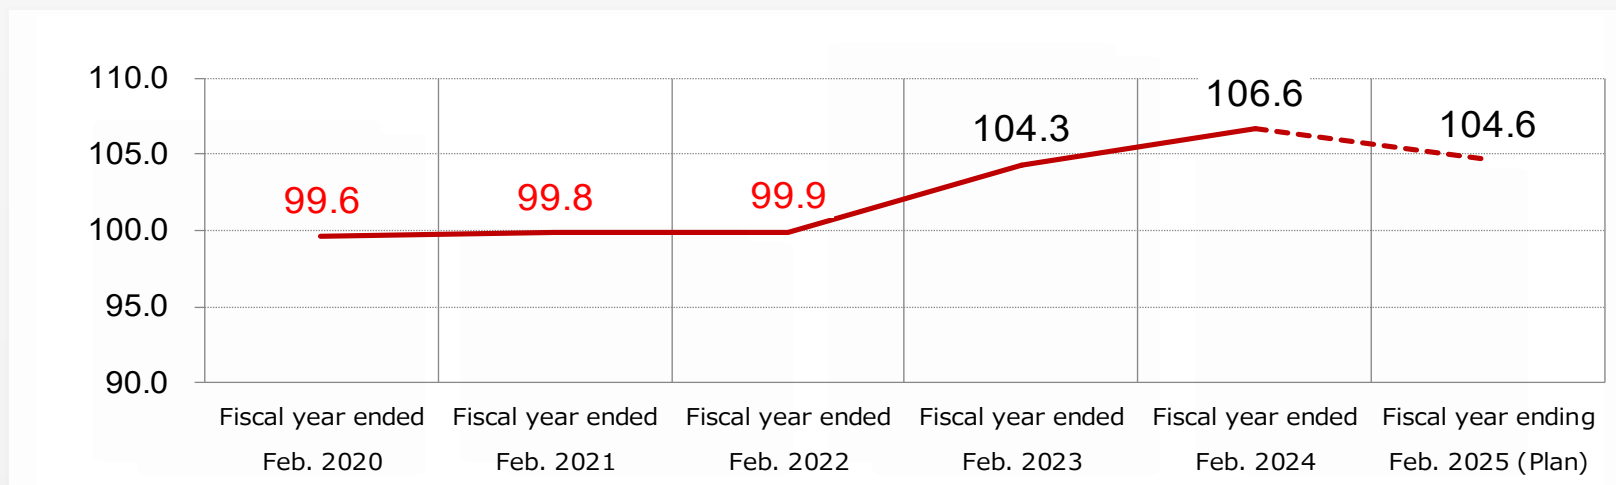 110.0
105.0
100.0
95.0
90.0
99.6
99.8
99.9
104.3
106.6
104.6
Fiscal year ended
Feb. 2020
Fiscal year ended
Feb. 2021
Fiscal year ended
Feb. 2022
Fiscal year ended
Feb. 2023
Fiscal year ended
Feb. 2024
Fiscal year ending
Feb. 2025 (Plan)